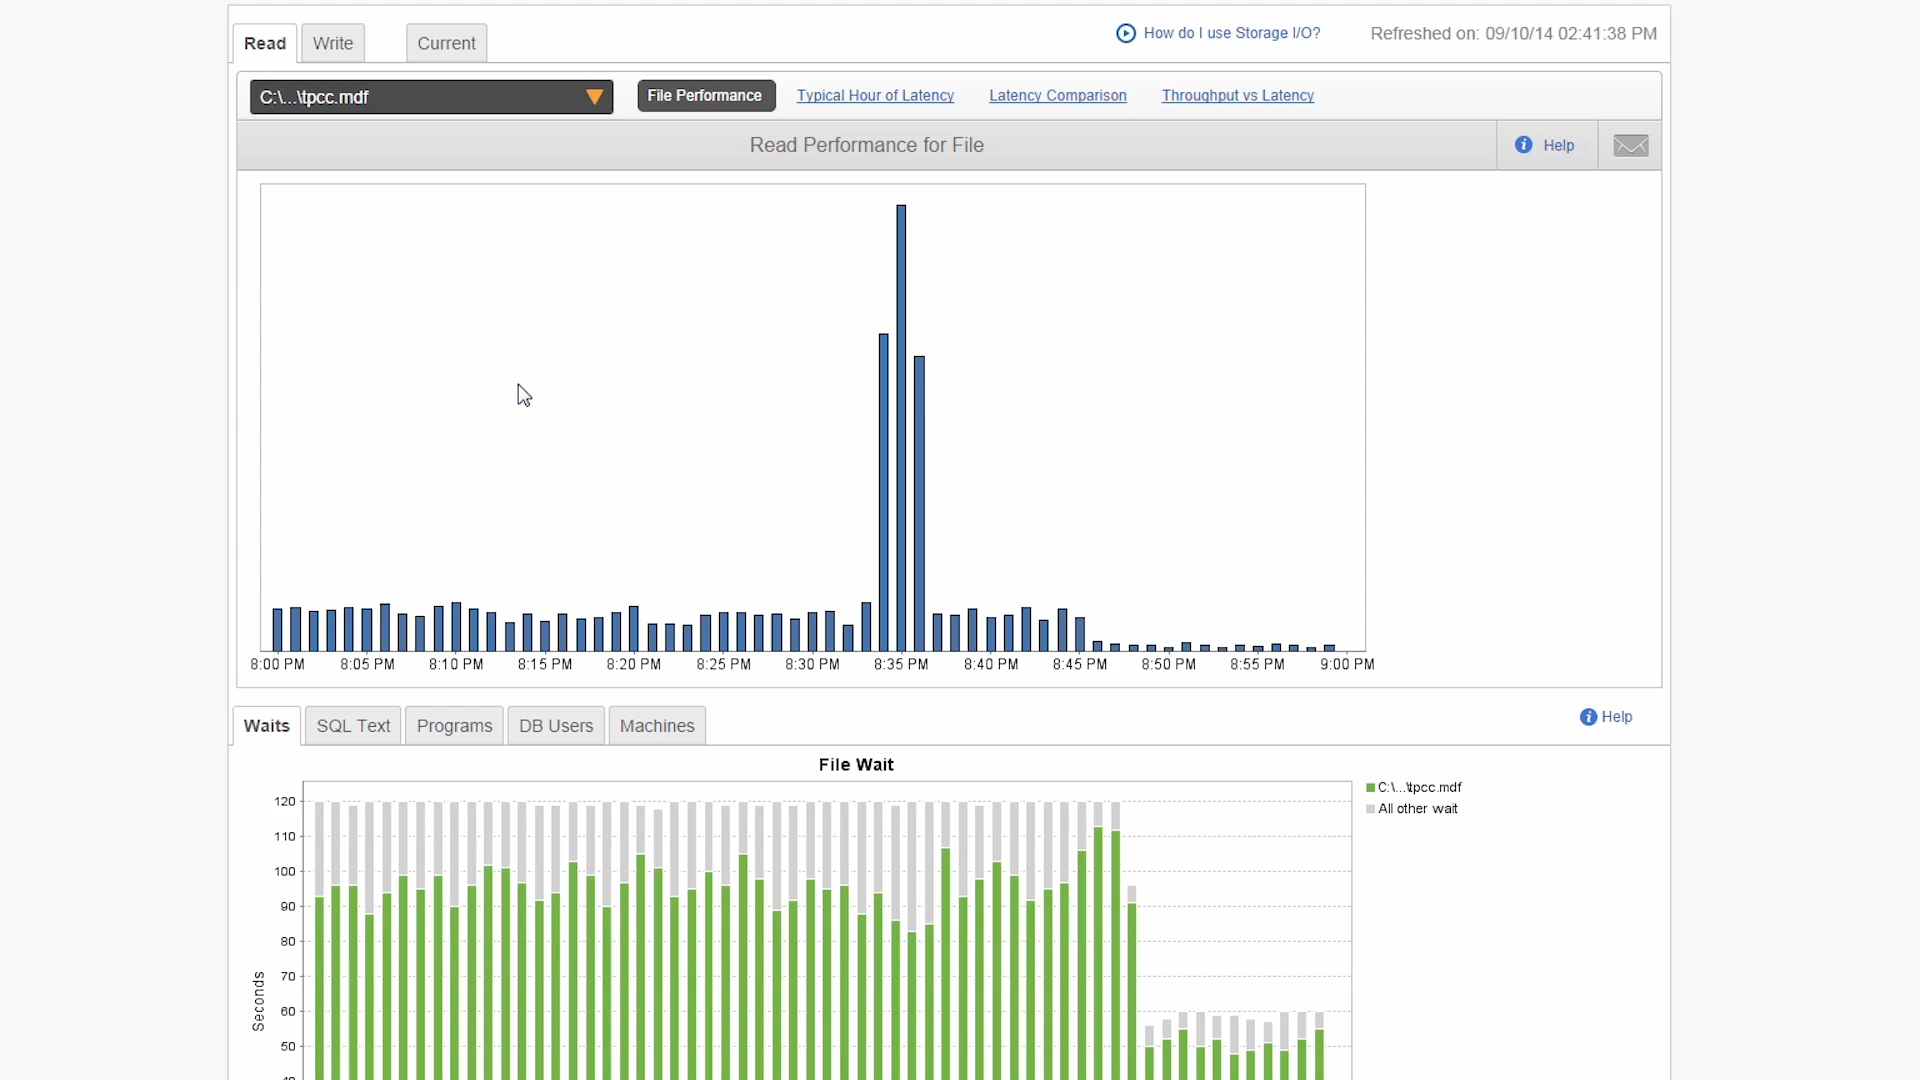 Read Write Current How do I use Storage I/O? Refreshed on: 09/10/14 02:41:38 PM
C:\...\tpcc.mdf File Performance Typical Hour of Latency Latency Comparison Throughput vs Latency
Read Performance for File Help
8:00 PM 8:05 PM 8:10 PM 8:15 PM 8:20 PM 8:25 PM 8:30 PM 8:35 PM 8:40 PM 8:45 PM 8:50 PM 8:55 PM 9:00 PM
Waits SQL Text Programs DB Users Machines Help
File Wait
C:\...\tpcc.mdf
All other wait
120
110
100
90
80
70
60
50
40
Seconds